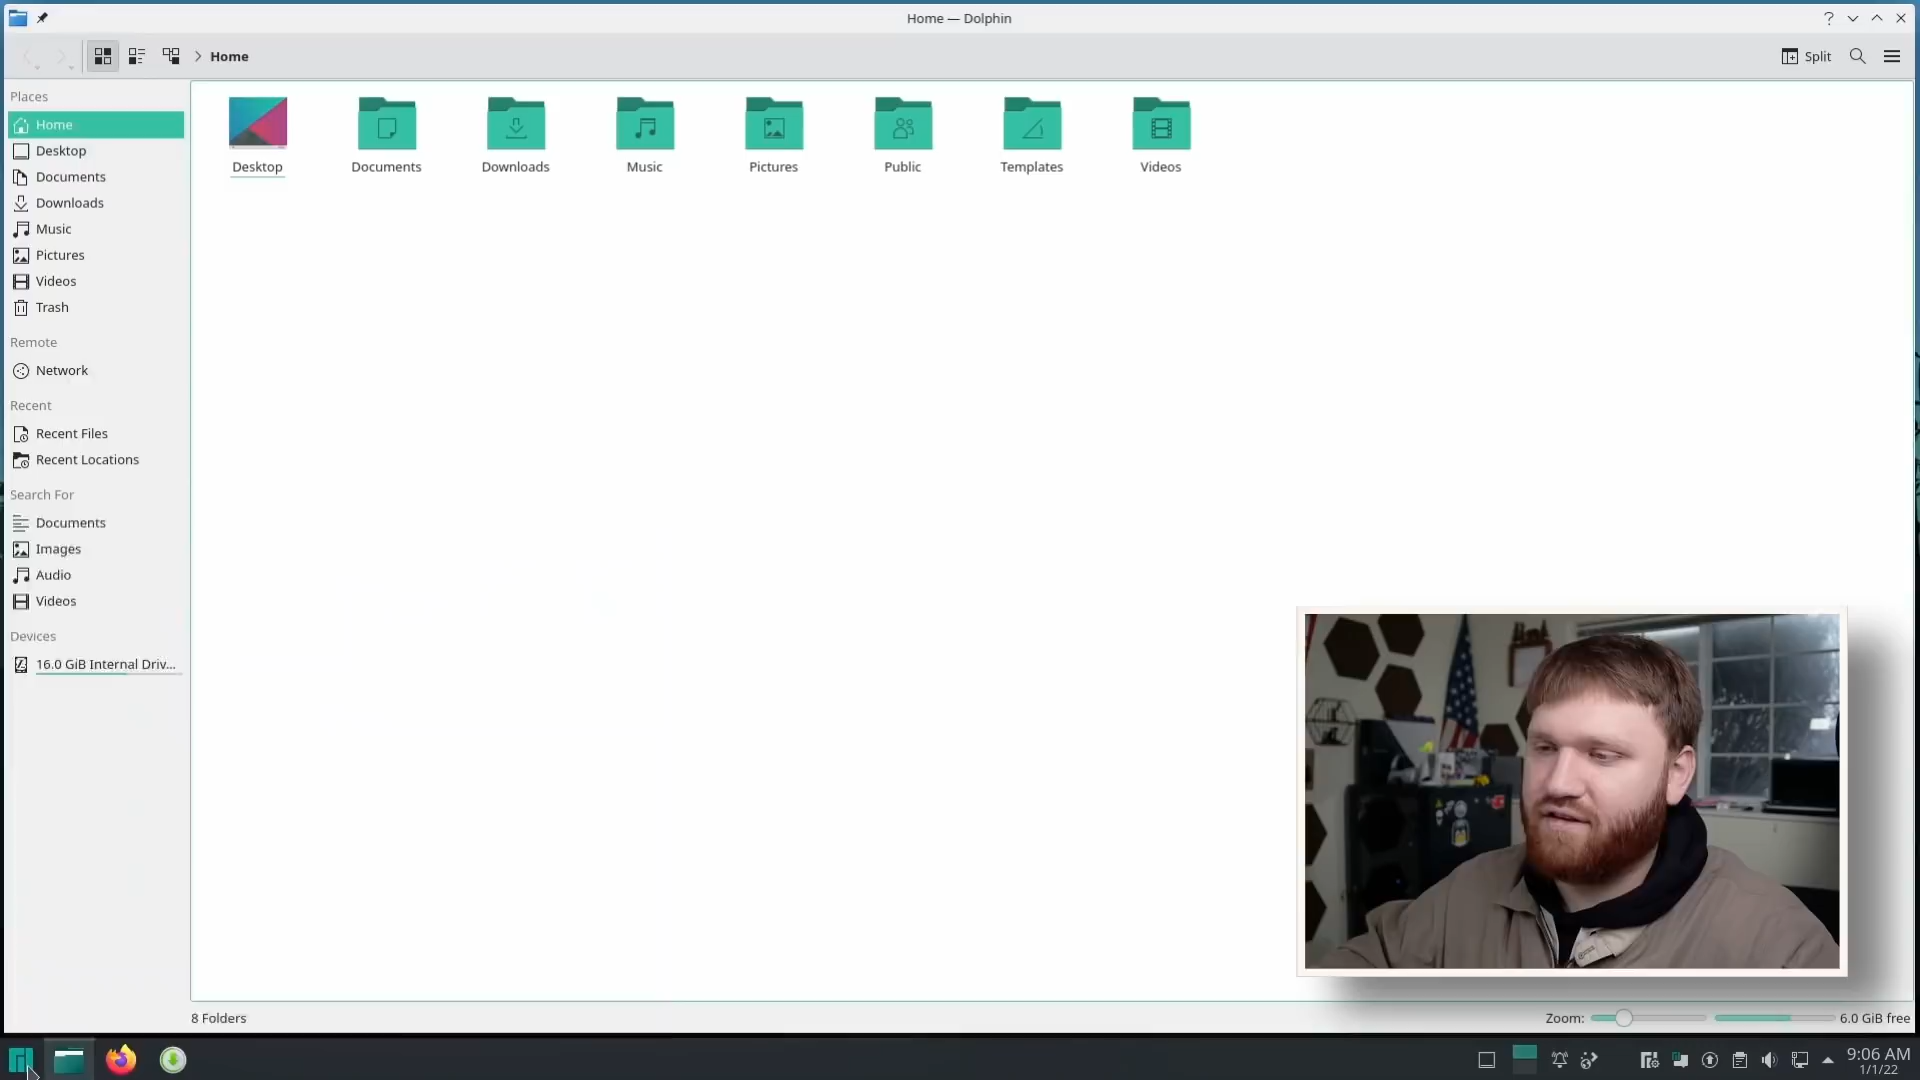 Home — Dolphin
Home
Split
Places
Home
Desktop
Documents
Downloads
Music
Pictures
Videos
Trash
Remote
Network
Recent
Recent Files
Recent Locations
Search For
Documents
Images
Audio
Videos
Devices
16.0 GiB Internal Driv...
Desktop
Documents
Downloads
Music
Pictures
Public
Templates
Videos
8 Folders
Zoom:
6.0 GiB free
9:06 AM
1/1/22